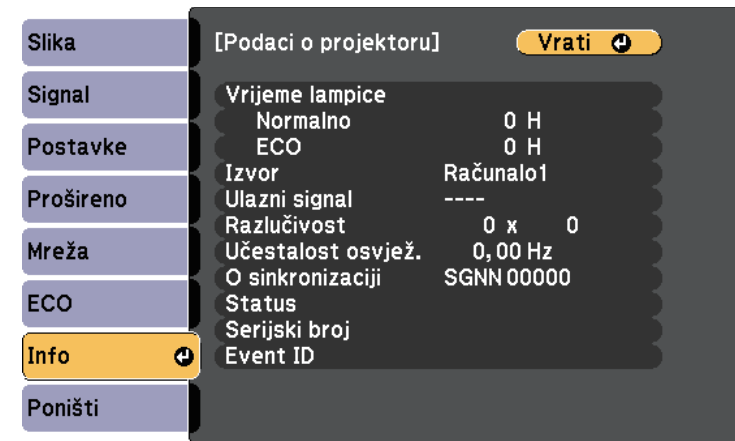 Slika
Signal
Postavke
Prošireno
Mreža
ECO
Info
Poništi
[Podaci o projektoru] Vrati
Vrijeme lampice
Normalno 0 H
ECO 0 H
Izvor Računalo1
Ulazni signal ----
Razlučivost 0 x 0
Učestalost osvjež. 0,00 Hz
O sinkronizaciji SGNN 00000
Status
Serijski broj
Event ID